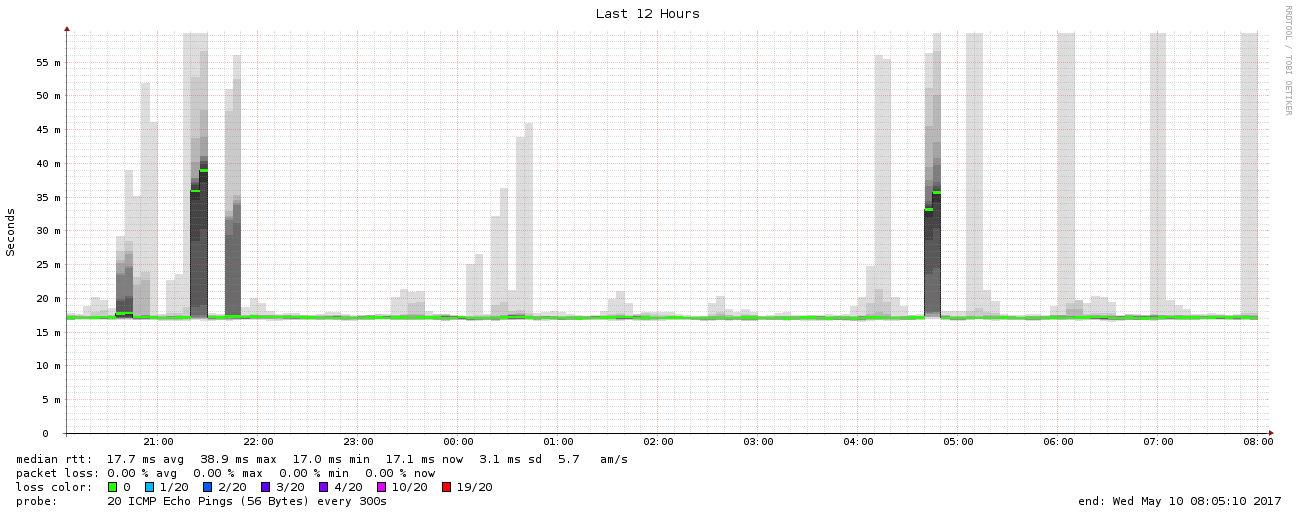 Last 12 Hours
RRDTOOL / TOBI OETIKER
Seconds
55 m
50 m
45 m
40 m
35 m
30 m
25 m
20 m
15 m
10 m
5 m
0
21:00 22:00 23:00 00:00 01:00 02:00 03:00 04:00 05:00 06:00 07:00 08:00
median rtt: 17.7 ms avg 38.9 ms max 17.0 ms min 17.1 ms now 3.1 ms sd 5.7 am/s
packet loss: 0.00 % avg 0.00 % max 0.00 % min 0.00 % now
loss color: 0 1/20 2/20 3/20 4/20 10/20 19/20
probe: 20 ICMP Echo Pings (56 Bytes) every 300s end: Wed May 10 08:05:10 2017